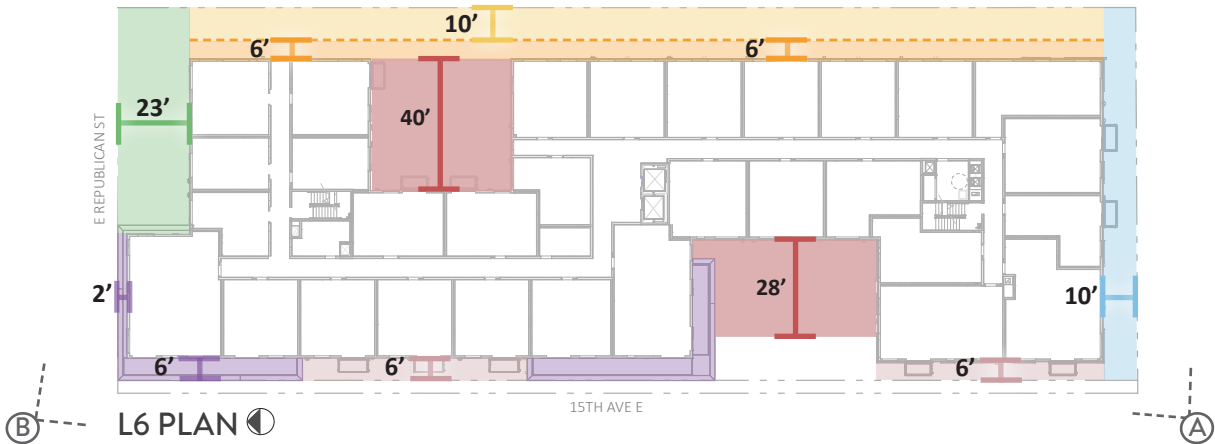 10’
6’
6’
23’
40’
E REPUBLICAN ST
2’
28’
10’
6’
6’
6’
15TH AVE E
B
L6 PLAN
A